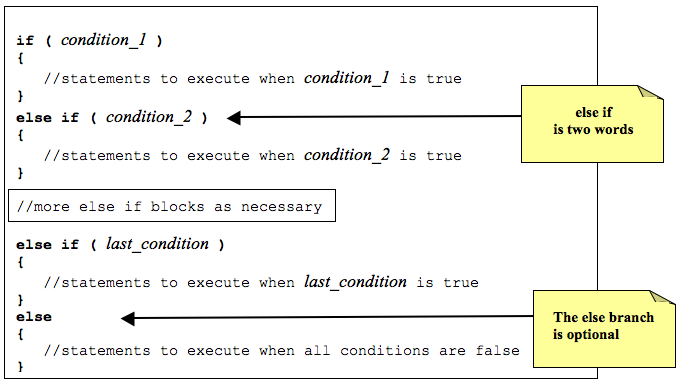 if ( condition_1 )
{
//statements to execute when condition_1 is true
}
else if ( condition_2 )
{
//statements to execute when condition_2 is true
}
else if
is two words
//more else if blocks as necessary
else if ( last_condition )
{
//statements to execute when last_condition is true
}
else
{
//statements to execute when all conditions are false
}
The else branch
is optional